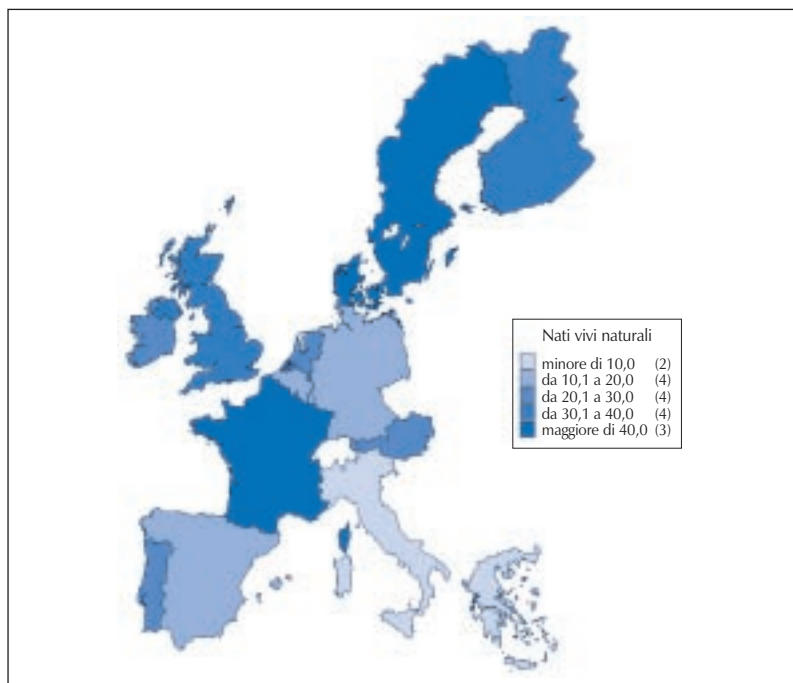 Nati vivi naturali
minore di 10,0 (2)
da 10,1 a 20,0 (4)
da 20,1 a 30,0 (4)
da 30,1 a 40,0 (4)
maggiore di 40,0 (3)